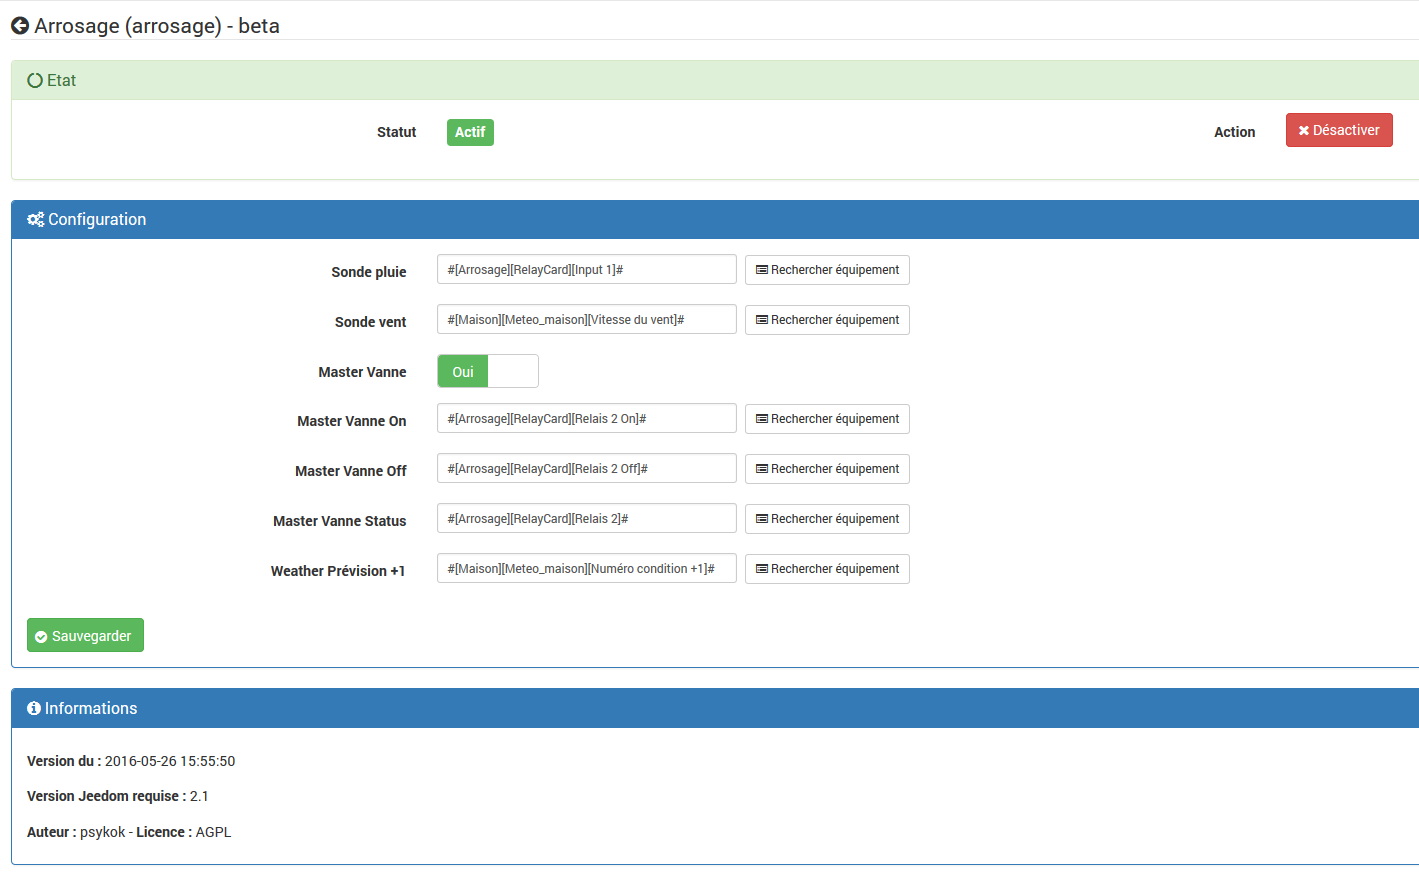 Arrosage (arrosage) - beta
Etat
Statut Actif Action Désactiver
Configuration
Sonde pluie #[Arrosage][RelayCard][Input 1]# Rechercher équipement
Sonde vent #[Maison][Meteo_maison][Vitesse du vent]# Rechercher équipement
Master Vanne Oui
Master Vanne On #[Arrosage][RelayCard][Relais 2 On]# Rechercher équipement
Master Vanne Off #[Arrosage][RelayCard][Relais 2 Off]# Rechercher équipement
Master Vanne Status #[Arrosage][RelayCard][Relais 2]# Rechercher équipement
Weather Prévision +1 #[Maison][Meteo_maison][Numéro condition +1]# Rechercher équipement
Sauvegarder
Informations
Version du : 2016-05-26 15:55:50
Version Jeedom requise : 2.1
Auteur : psykok - Licence : AGPL